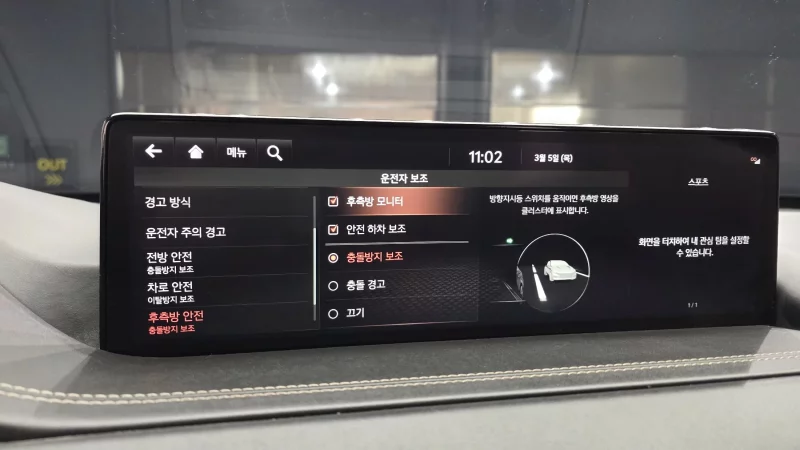 메뉴
11:02
3월 5일 (목)
운전자 보조
경고 방식
운전자 주의 경고
전방 안전
충돌방지 보조
차로 안전
이탈방지 보조
후측방 안전
충돌방지 보조
후측방 모니터
안전 하차 보조
충돌방지 보조
충돌 경고
끄기
방향지시등 스위치를 움직이면 후측방 영상을
클러스터에 표시합니다.
스포츠
화면을 터치하여 내 관심 팀을 설정할
수 있습니다.
1/1
OUT